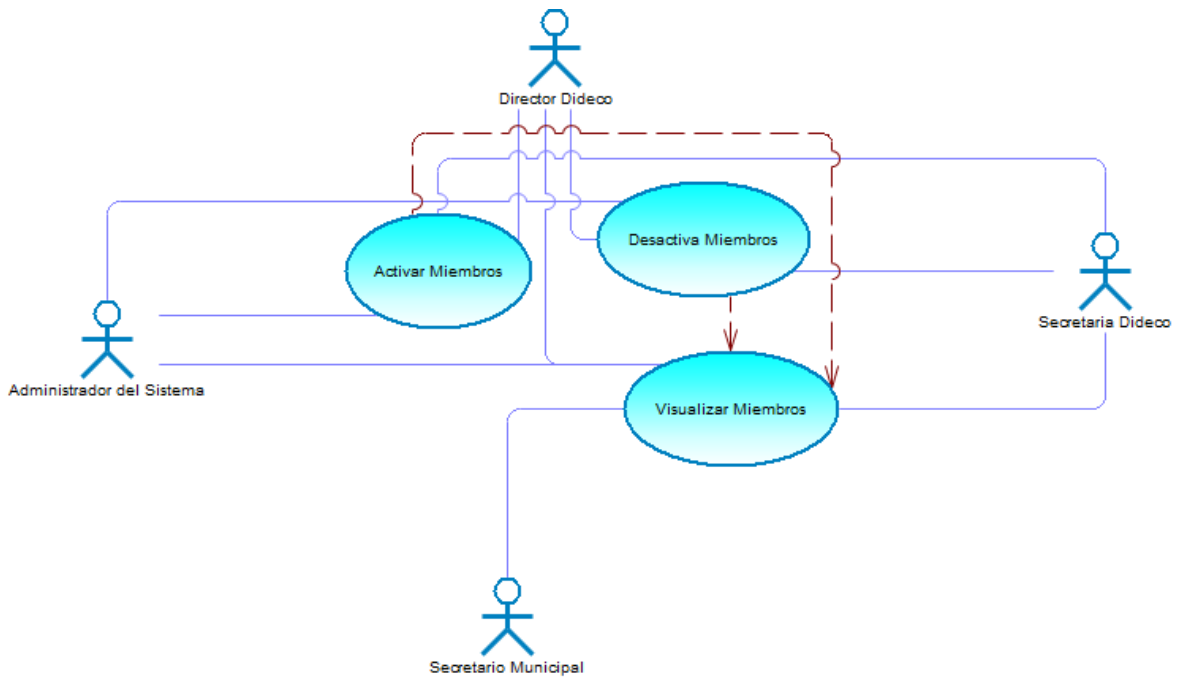 Director Dideco
Desactiva Miembros
Activar Miembros
Secretaria Dideco
Administrador del Sistema
Visualizar Miembros
Secretario Municipal